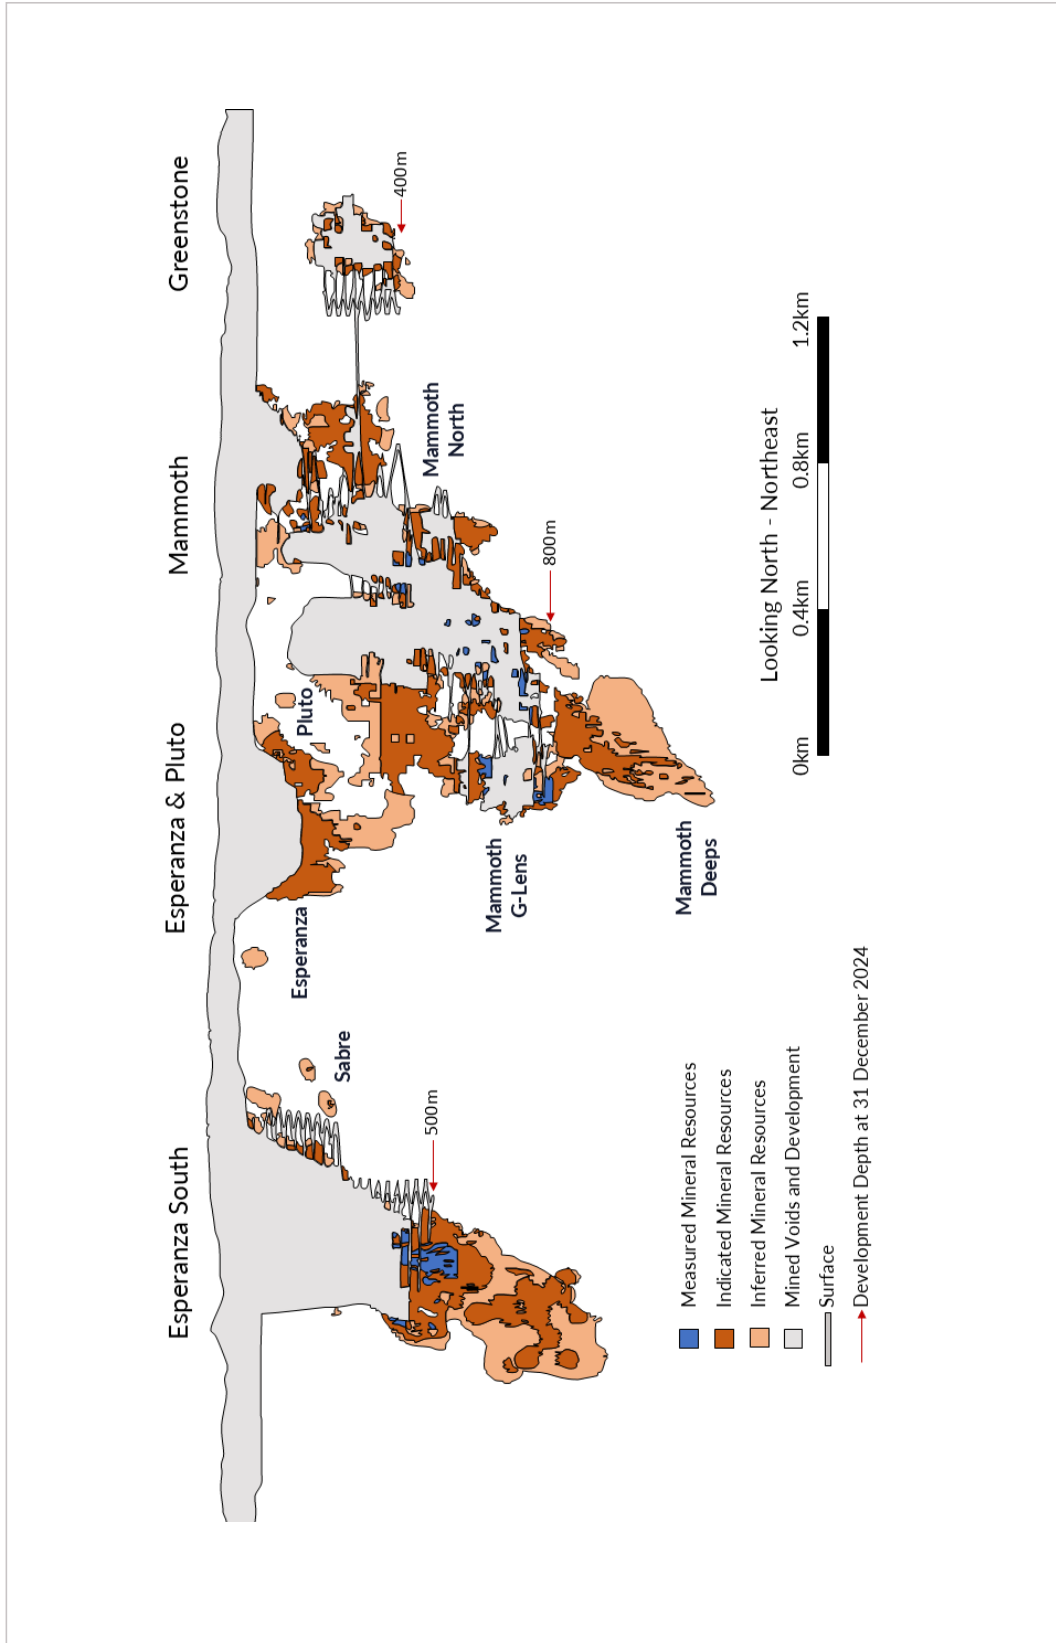 Esperanza South
Esperanza & Pluto
Mammoth
Greenstone
Sabre
500m
Esperanza
Pluto
Mammoth
North
400m
800m
Mammoth
G-Lens
Mammoth
Deeps
Measured Mineral Resources
Indicated Mineral Resources
Inferred Mineral Resources
Mined Voids and Development
Surface
Development Depth at 31 December 2024
Looking North - Northeast
0km
0.4km
0.8km
1.2km